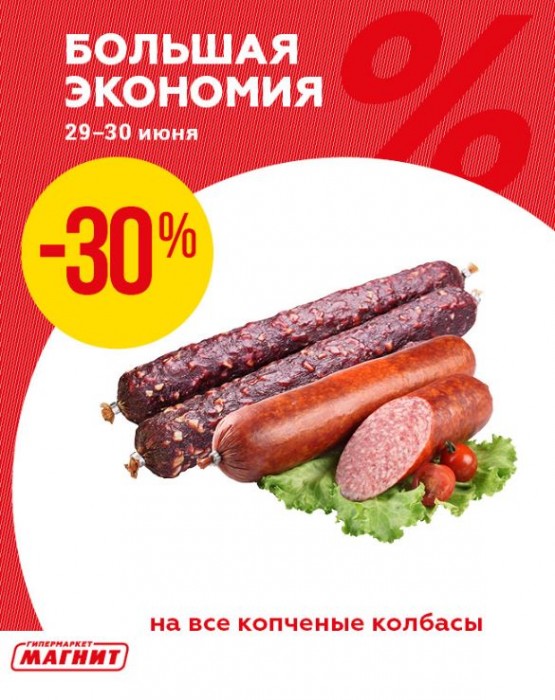 БОЛЬШАЯ
ЭКОНОМИЯ
29–30 июня
-30%
на все копченые колбасы
ГИПЕРМАРКЕТ
МАГНИТ